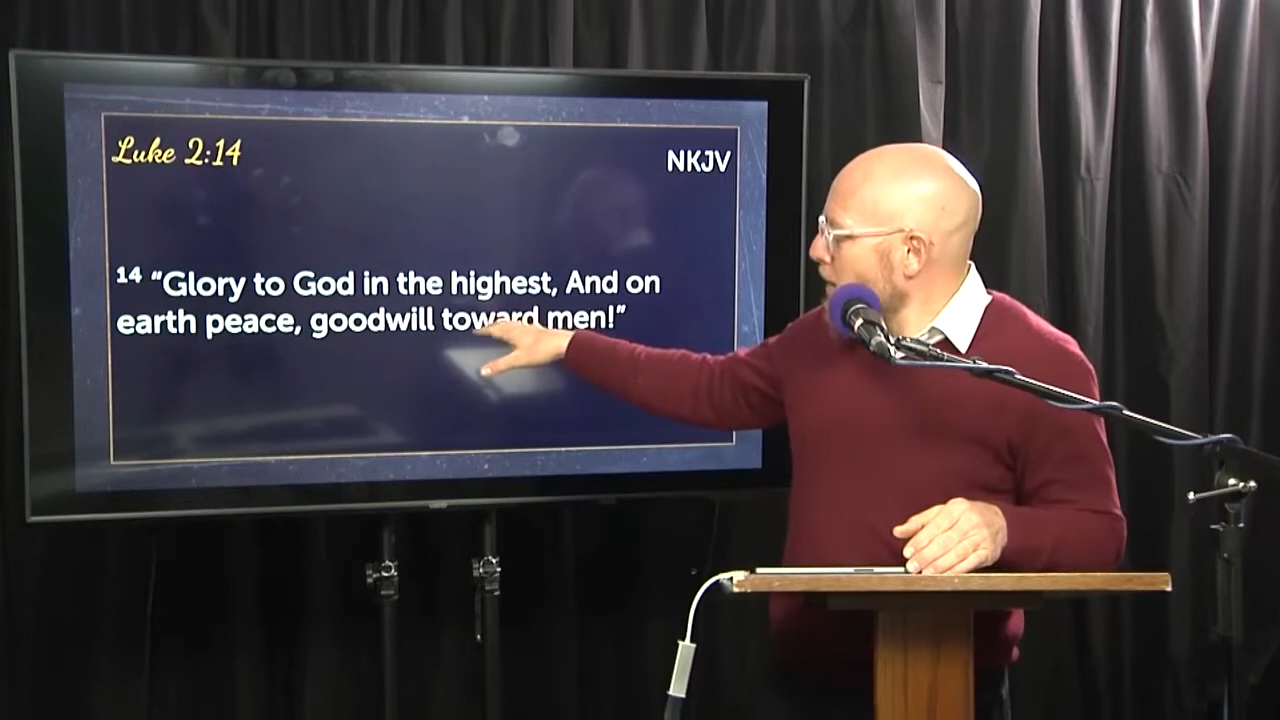 Luke 2:14
NKJV
14 “Glory to God in the highest, And on
earth peace, goodwill toward men!”